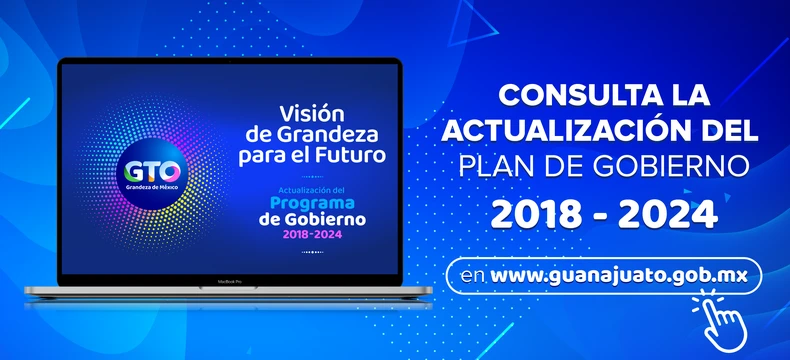 Visión
de Grandeza
para el Futuro
GTO
Grandeza de México
Actualización del
Programa
de Gobierno
2018-2024
MacBook Pro
CONSULTA LA
ACTUALIZACIÓN DEL
PLAN DE GOBIERNO
2018 - 2024
en www.guanajuato.gob.mx